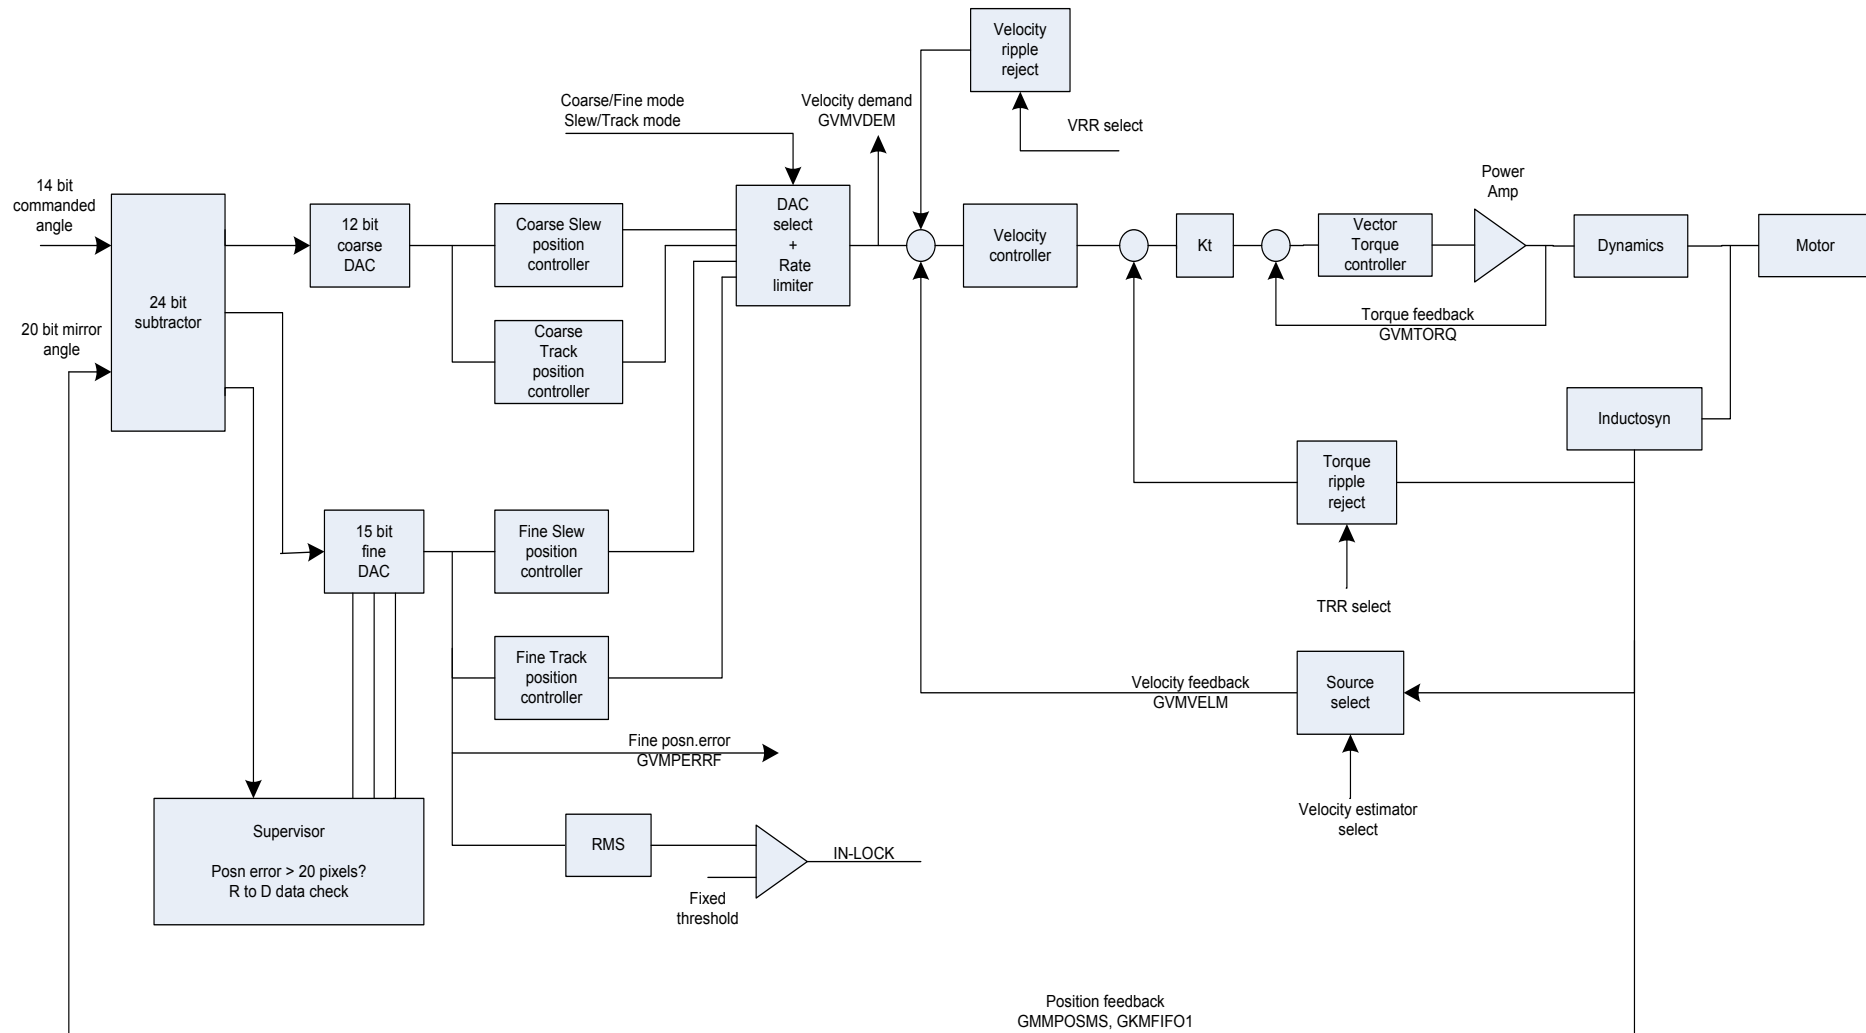 Velocity
ripple
reject
Coarse/Fine mode
Slew/Track mode
Velocity demand
GVMVDEM
VRR select
14 bit
commanded
angle
20 bit mirror
angle
24 bit
subtractor
12 bit
coarse
DAC
Coarse Slew
position
controller
Coarse
Track
position
controller
DAC
select
+
Rate
limiter
Velocity
controller
Kt
Vector
Torque
controller
Power
Amp
Dynamics
Motor
Torque feedback
GVMTORQ
Inductosyn
Torque
ripple
reject
TRR select
15 bit
fine
DAC
Fine Slew
position
controller
Fine Track
position
controller
Velocity feedback
GVMVELM
Source
select
Velocity estimator
select
Fine posn.error
GVMPERRF
Supervisor
Posn error > 20 pixels?
R to D data check
RMS
IN-LOCK
Fixed
threshold
Position feedback
GMMPOSMS, GKMFIFO1